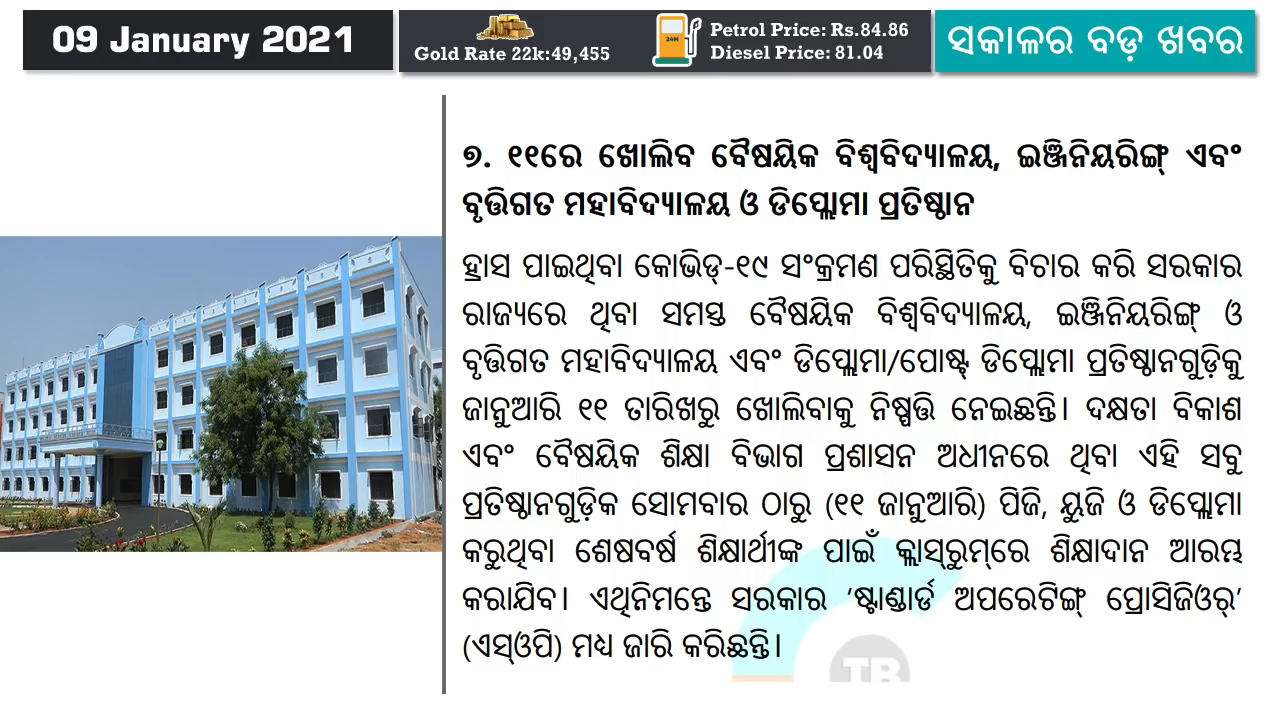 09 January 2021
Gold Rate 22k:49,455
24H
Petrol Price: Rs.84.86
Diesel Price: 81.04
ସକାଳର ବଡ଼ ଖବର
୭. ୧୧ରେ ଖୋଲିବ ବୈଷୟିକ ବିଶ୍ୱବିଦ୍ୟାଳୟ, ଇଞ୍ଜିନିୟରିଙ୍ଗ୍ ଏବଂ
ବୃତ୍ତିଗତ ମହାବିଦ୍ୟାଳୟ ଓ ଡିପ୍ଲୋମା ପ୍ରତିଷ୍ଠାନ
ହ୍ରାସ ପାଇଥିବା କୋଭିଡ୍-୧୯ ସଂକ୍ରମଣ ପରିସ୍ଥିତିକୁ ବିଚାର କରି ସରକାର
ରାଜ୍ୟରେ ଥିବା ସମସ୍ତ ବୈଷୟିକ ବିଶ୍ୱବିଦ୍ୟାଳୟ, ଇଞ୍ଜିନିୟରିଙ୍ଗ୍ ଓ
ବୃତ୍ତିଗତ ମହାବିଦ୍ୟାଳୟ ଏବଂ ଡିପ୍ଲୋମା/ପୋଷ୍ଟ୍ ଡିପ୍ଲୋମା ପ୍ରତିଷ୍ଠାନଗୁଡ଼ିକୁ
ଜାନୁଆରି ୧୧ ତାରିଖରୁ ଖୋଲିବାକୁ ନିଷ୍ପତ୍ତି ନେଇଛନ୍ତି। ଦକ୍ଷତା ବିକାଶ
ଏବଂ ବୈଷୟିକ ଶିକ୍ଷା ବିଭାଗ ପ୍ରଶାସନ ଅଧୀନରେ ଥିବା ଏହି ସବୁ
ପ୍ରତିଷ୍ଠାନଗୁଡ଼ିକ ସୋମବାର ଠାରୁ (୧୧ ଜାନୁଆରି) ପିଜି, ୟୁଜି ଓ ଡିପ୍ଲୋମା
କରୁଥିବା ଶେଷବର୍ଷ ଶିକ୍ଷାର୍ଥୀଙ୍କ ପାଇଁ କ୍ଲାସ୍‌ରୁମ୍‌ରେ ଶିକ୍ଷାଦାନ ଆରମ୍ଭ
କରାଯିବ। ଏଥିନିମନ୍ତେ ସରକାର ‘ଷ୍ଟାଣ୍ଡାର୍ଡ ଅପରେଟିଙ୍ଗ୍ ପ୍ରୋସିଜିଓର୍’
(ଏସ୍‌ଓପି) ମଧ୍ୟ ଜାରି କରିଛନ୍ତି।
TB